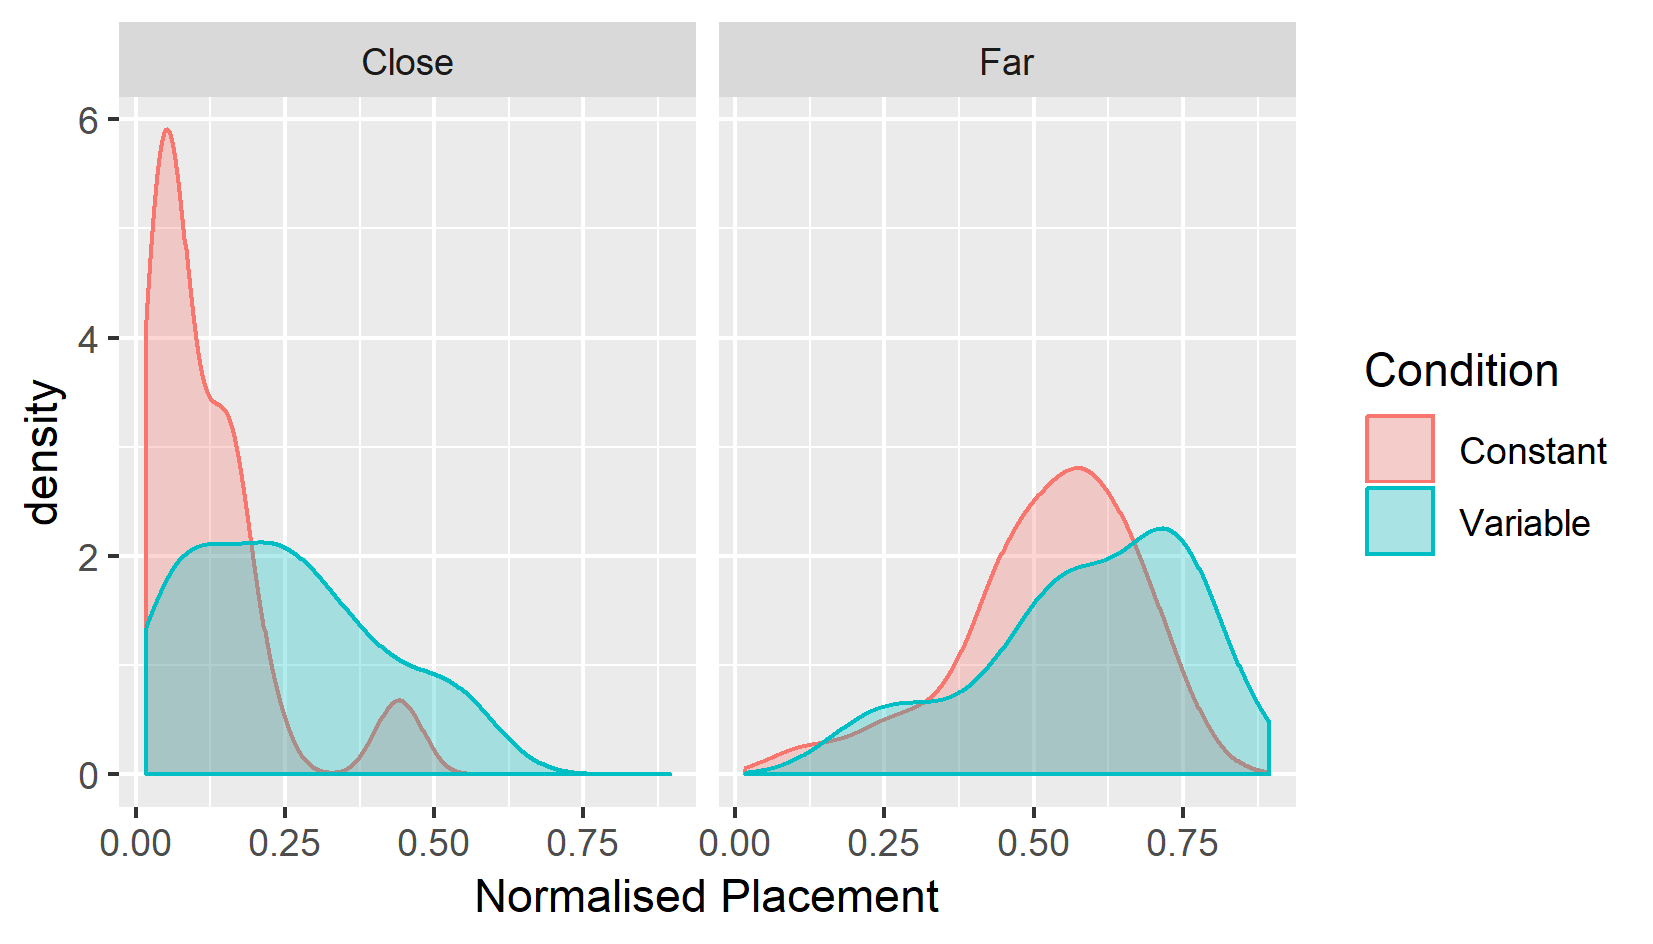 Close
Far
6
4
2
0
density
0.00 0.25 0.50 0.75
0.00 0.25 0.50 0.75
Normalised Placement
Condition
Constant
Variable